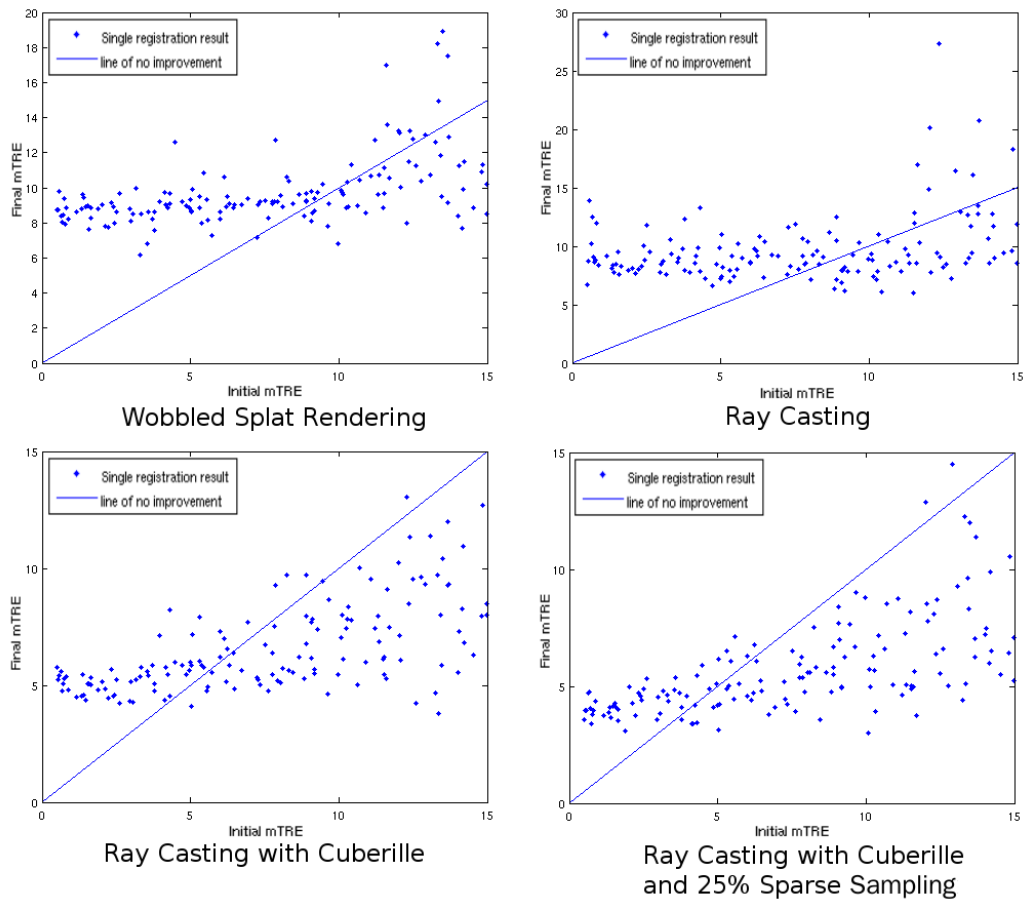 20
18
16
14
12
10
8
6
4
2
0
Final mTRE
Single registration result
line of no improvement
0
5
10
15
Initial mTRE
Wobbled Splat Rendering
30
25
20
15
10
5
0
Final mTRE
Single registration result
line of no improvement
0
5
10
15
Initial mTRE
Ray Casting
15
10
5
0
Final mTRE
Single registration result
line of no improvement
0
5
10
15
Initial mTRE
Ray Casting with Cuberille
15
10
5
0
Final mTRE
Single registration result
line of no improvement
0
5
10
15
Initial mTRE
Ray Casting with Cuberille
and 25% Sparse Sampling